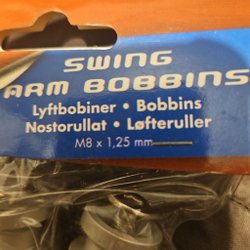 SWING
ARM BOBBINS
Lyftbobiner • Bobbins
Nostorullat • Løfteruller
M8 x 1,25 mm